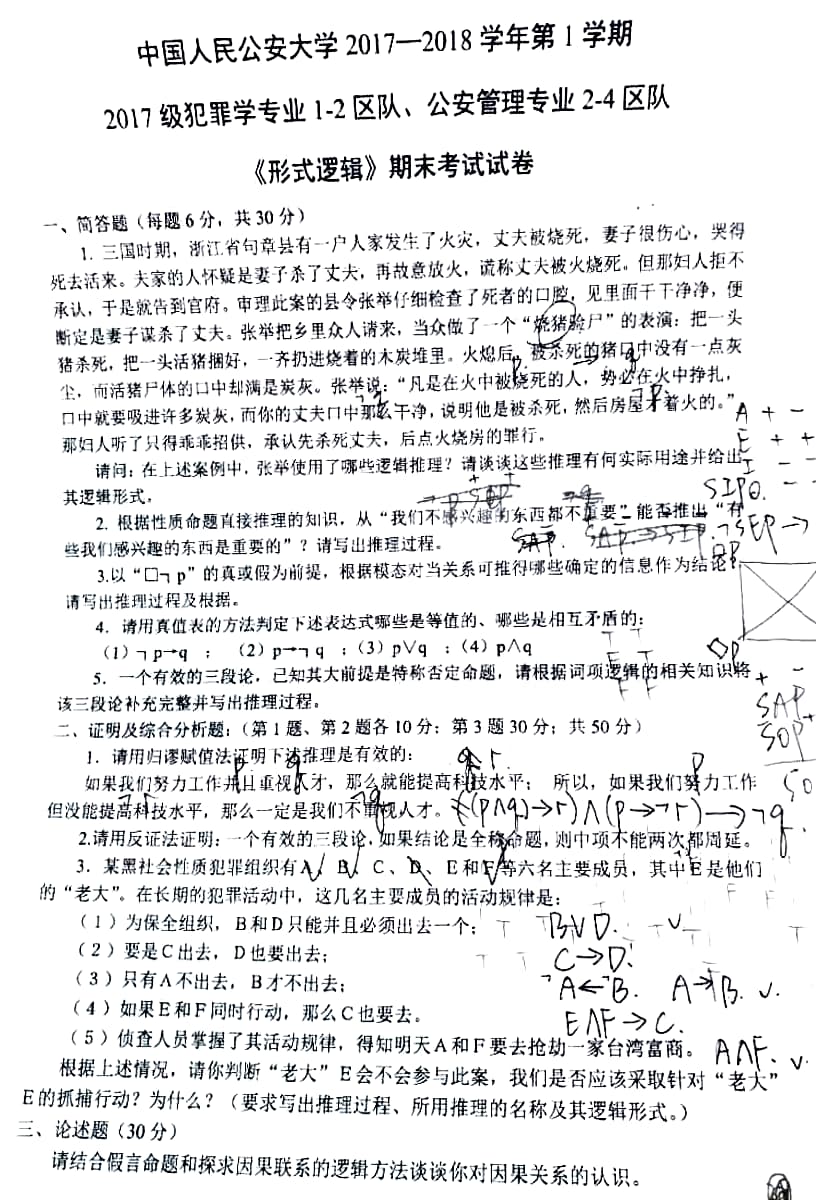 中国人民公安大学 2017—2018 学年第 1 学期
2017 级犯罪学专业 1-2 区队、公安管理专业 2-4 区队
《形式逻辑》期末考试试卷
一、简答题（每题 6 分，共 30 分）
1. 三国时期，浙江省句章县有一户人家发生了火灾，丈夫被烧死，妻子很伤心，哭得
死去活来。夫家的人怀疑是妻子杀了丈夫，再故意放火，谎称丈夫被火烧死。但那妇人拒不
承认，于是就告到官府。审理此案的县令张举仔细检查了死者的口腔，见里面干干净净，便
断定是妻子谋杀了丈夫。张举把乡里众人请来，当众做了一个“烧猪验尸”的表演：把一头
猪杀死，把一头活猪捆好，一齐扔进烧着的木炭堆里。火熄后，被杀死的猪口中没有一点灰
尘，而活猪尸体的口中却满是炭灰。张举说：“凡是在火中被烧死的人，势必在火中挣扎，
口中就要吸进许多炭灰，而你的丈夫口中那么干净，说明他是被杀死，然后房屋才着火的。”
那妇人听了只得乖乖招供，承认先杀死丈夫，后点火烧房的罪行。
请问：在上述案例中，张举使用了哪些逻辑推理？请谈谈这些推理有何实际用途并给出
其逻辑形式，
2. 根据性质命题直接推理的知识，从“我们不感兴趣的东西都不重要”能否推出“有
些我们感兴趣的东西是重要的”？请写出推理过程。
3.以“□¬p”的真或假为前提，根据模态对当关系可推得哪些确定的信息作为结论？
请写出推理过程及根据。
4. 请用真值表的方法判定下述表达式哪些是等值的、哪些是相互矛盾的：
（1）¬p→q ；（2）p→¬q ；（3）p∨q ；（4）p∧q
5. 一个有效的三段论，已知其大前提是特称否定命题，请根据词项逻辑的相关知识将
该三段论补充完整并写出推理过程。
A + -
E + +
I - -
SIP
¬SEP→
◇p
SAP
SOP
二、证明及综合分析题：（第 1 题、第 2 题各 10 分；第 3 题 30 分；共 50 分）
1. 请用归谬赋值法证明下述推理是有效的：
如果我们努力工作并且重视人才，那么就能提高科技水平； 所以，如果我们努力工作
但没能提高科技水平，那么一定是我们不重视人才。
((p∧q)→r)∧(p→¬r)→¬q
2.请用反证法证明：一个有效的三段论，如果结论是全称命题，则中项不能两次都周延。
3. 某黑社会性质犯罪组织有 A、B、C、D、E 和 F 等六名主要成员，其中 E 是他们
的“老大”。在长期的犯罪活动中，这几名主要成员的活动规律是：
（1）为保全组织，B 和 D 只能并且必须出去一个；
B∨D.
（2）要是 C 出去，D 也要出去；
C→D.
（3）只有 A 不出去，B 才不出去；
¬A←¬B. A→B.
（4）如果 E 和 F 同时行动，那么 C 也要去。
E∧F→C.
（5）侦查人员掌握了其活动规律，得知明天 A 和 F 要去抢劫一家台湾富商。
A∧F.
根据上述情况，请你判断“老大”E 会不会参与此案，我们是否应该采取针对“老大”
E 的抓捕行动？为什么？（要求写出推理过程、所用推理的名称及其逻辑形式。）
三、论述题（30 分）
请结合假言命题和探求因果联系的逻辑方法谈谈你对因果关系的认识。